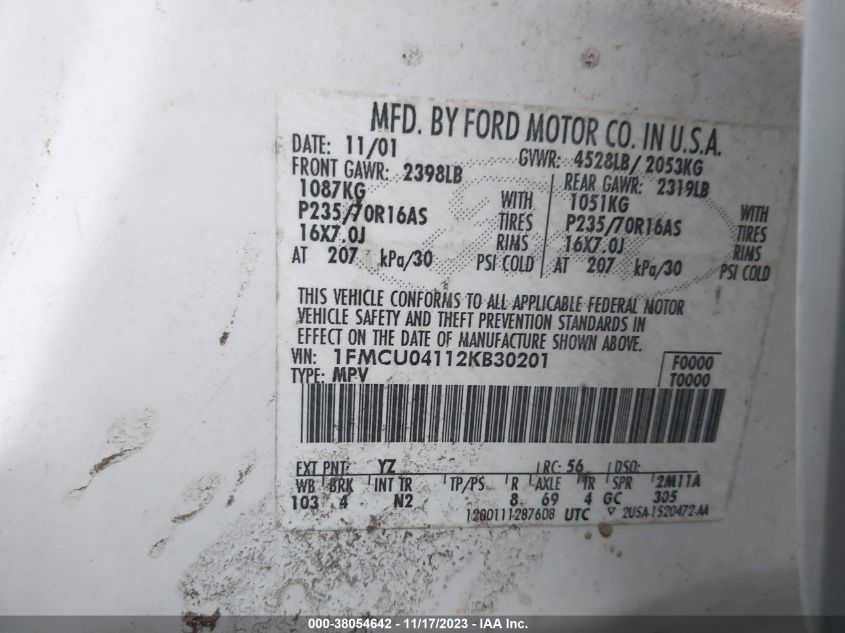 MFD. BY FORD MOTOR CO. IN U.S.A.
DATE: 11/01 GVWR: 4528LB/ 2053KG
FRONT GAWR: 2398LB REAR GAWR: 2319LB
1087KG WITH 1051KG WITH
P235/70R16AS TIRES P235/70R16AS TIRES
16X7.0J RIMS 16X7.0J RIMS
AT 207 kPa/30 PSI COLD AT 207 kPa/30 PSI COLD
THIS VEHICLE CONFORMS TO ALL APPLICABLE FEDERAL MOTOR
VEHICLE SAFETY AND THEFT PREVENTION STANDARDS IN
EFFECT ON THE DATE OF MANUFACTURE SHOWN ABOVE.
VIN: 1FMCU04112KB30201 F0000
TYPE: MPV T0000
EXT PNT: YZ RC: 56 DSO:
WB BRK INT TR TP/PS R AXLE TR SPR 2M11A
103 4 N2 8 69 4 GC 305
1200111287608 UTC 2U5A-1520472-AA
000-38054642 - 11/17/2023 - IAA Inc.